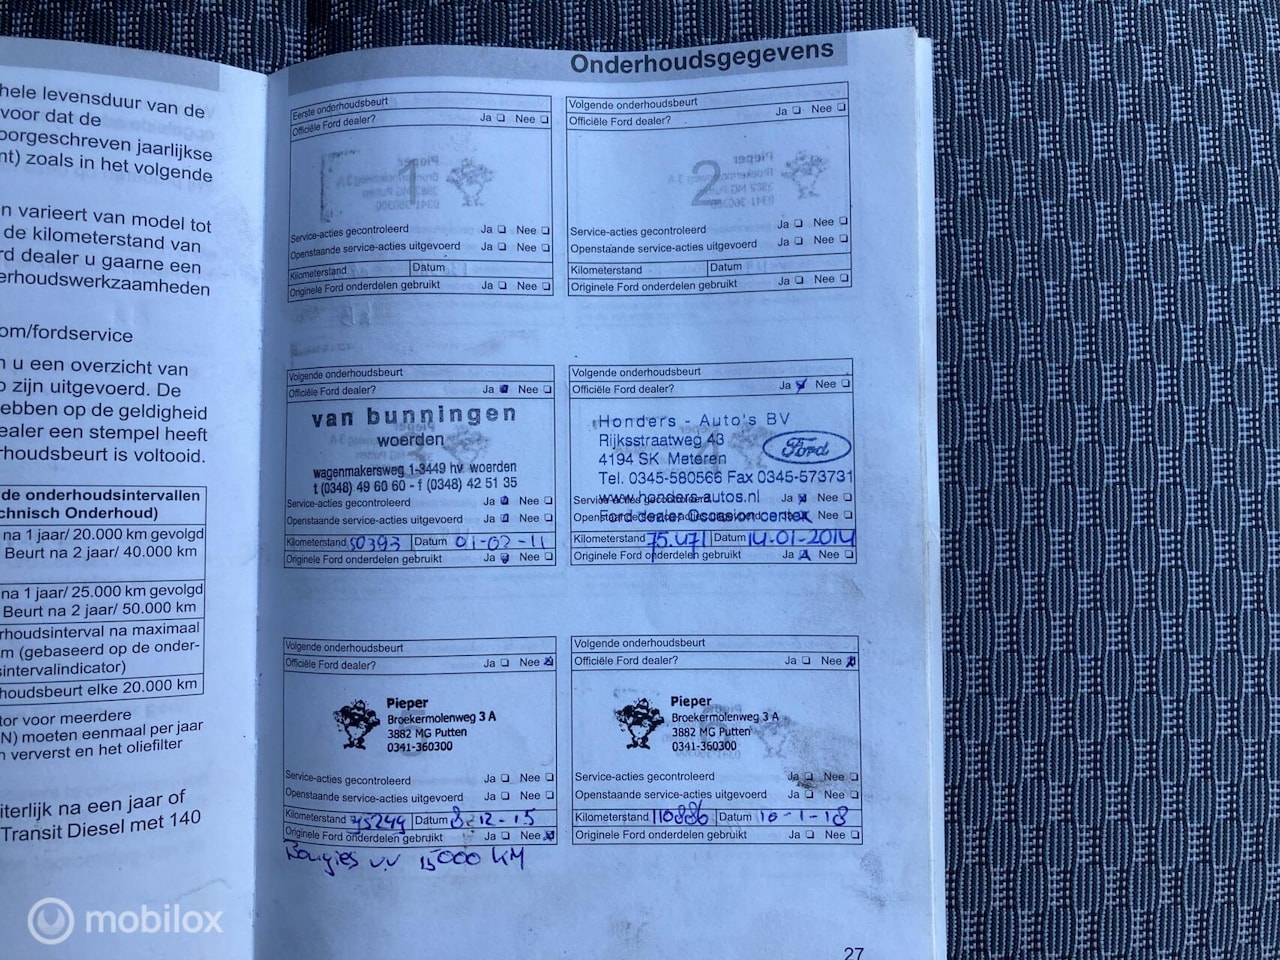 hele levensduur van de
voor dat de
oorgeschreven jaarlijkse
nt) zoals in het volgende
n varieert van model tot
de kilometerstand van
rd dealer u gaarne een
erhoudswerkzaamheden
om/fordservice
n u een overzicht van
o zijn uitgevoerd. De
ebben op de geldigheid
ealer een stempel heeft
rhoudsbeurt is voltooid.
de onderhoudsintervallen
chnisch Onderhoud)
na 1 jaar/ 20.000 km gevolgd
Beurt na 2 jaar/ 40.000
km
na 1 jaar/ 25.000 km gevolgd
Beurt na 2 jaar/ 50.000 km
rhoudsinterval na maximaal
m (gebaseerd op de onder-
sintervalindicator)
houdsbeurt elke 20.000 km
tor voor meerdere
N) moeten eenmaal per jaar
n ververst en het oliefilter
iterlijk na een jaar of
Transit Diesel met 140
Onderhoudsgegevens
Eerste onderhoudsbeurt
Officiële Ford dealer? Ja Nee
1
Service-acties gecontroleerd Ja Nee
Openstaande service-acties uitgevoerd Ja Nee
Kilometerstand Datum
Originele Ford onderdelen gebruikt Ja Nee
Volgende onderhoudsbeurt
Officiële Ford dealer? Ja Nee
2
Service-acties gecontroleerd Ja Nee
Openstaande service-acties uitgevoerd Ja Nee
Kilometerstand Datum
Originele Ford onderdelen gebruikt Ja Nee
Volgende onderhoudsbeurt
Officiële Ford dealer? Ja Nee
van bunningen
woerden
wagenmakersweg 1-3449 hv woerden
t (0348) 49 60 60 - f (0348) 42 51 35
Service-acties gecontroleerd Ja Nee
Openstaande service-acties uitgevoerd Ja Nee
Kilometerstand 50393 Datum 01-02-11
Originele Ford onderdelen gebruikt Ja Nee
Volgende onderhoudsbeurt
Officiële Ford dealer? Ja Nee
Honders - Auto's BV
Rijksstraatweg 43
4194 SK Meteren
Ford
Tel. 0345-580566 Fax 0345-573731
www.honders-autos.nl
Service-acties gecontroleerd Ja Nee
Ford dealer Occasion center
Openstaande service-acties uitgevoerd Ja Nee
Kilometerstand 75.471 Datum 14-01-2014
Originele Ford onderdelen gebruikt Ja Nee
Volgende onderhoudsbeurt
Officiële Ford dealer? Ja Nee
Pieper
Broekermolenweg 3 A
3882 MG Putten
0341-360300
Service-acties gecontroleerd Ja Nee
Openstaande service-acties uitgevoerd Ja Nee
Kilometerstand 95249 Datum 8-12-15
Originele Ford onderdelen gebruikt Ja Nee
Bougies v.v 15000 KM
Volgende onderhoudsbeurt
Officiële Ford dealer? Ja Nee
Pieper
Broekermolenweg 3 A
3882 MG Putten
0341-360300
Service-acties gecontroleerd Ja Nee
Openstaande service-acties uitgevoerd Ja Nee
Kilometerstand 110886 Datum 10-1-18
Originele Ford onderdelen gebruikt Ja Nee
27
mobilox